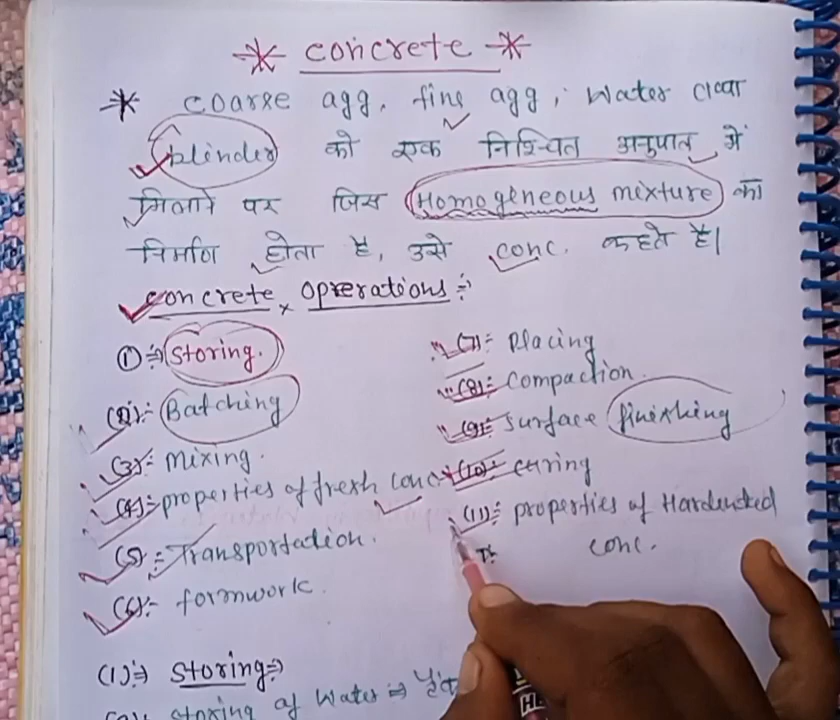 * concrete *
* coarse agg, fine agg, water तथा
blinder को एक निश्चित अनुपात में
मिलाने पर जिस Homogeneous mixture का
निर्माण होता है, उसे conc. कहते है।
concrete Oprerations :-
(1) ⇒ Storing.
(2):- Batching
(3):- Mixing.
(4):- properties of fresh conc.
(5):- Transportation.
(6):- formwork.
(7):- Placing
(8):- Compaction.
(9):- Surface finishing
(10):- curing
(11):- properties of Hardended
conc.
(1) ⇒ Storing ⇒
storing of water ⇒